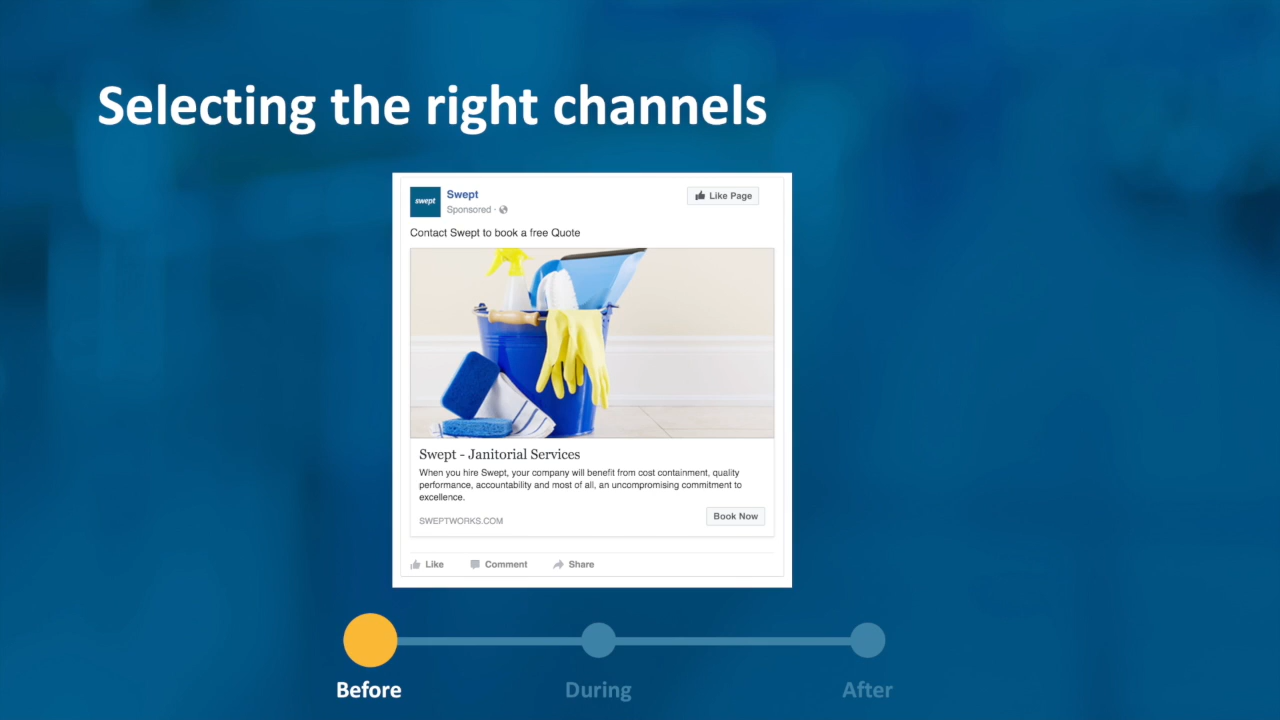 Selecting the right channels
swept
Swept
Sponsored ·
Like Page
Contact Swept to book a free Quote
Swept - Janitorial Services
When you hire Swept, your company will benefit from cost containment, quality
performance, accountability and most of all, an uncompromising commitment to
excellence.
SWEPTWORKS.COM
Book Now
Like
Comment
Share
Before
During
After